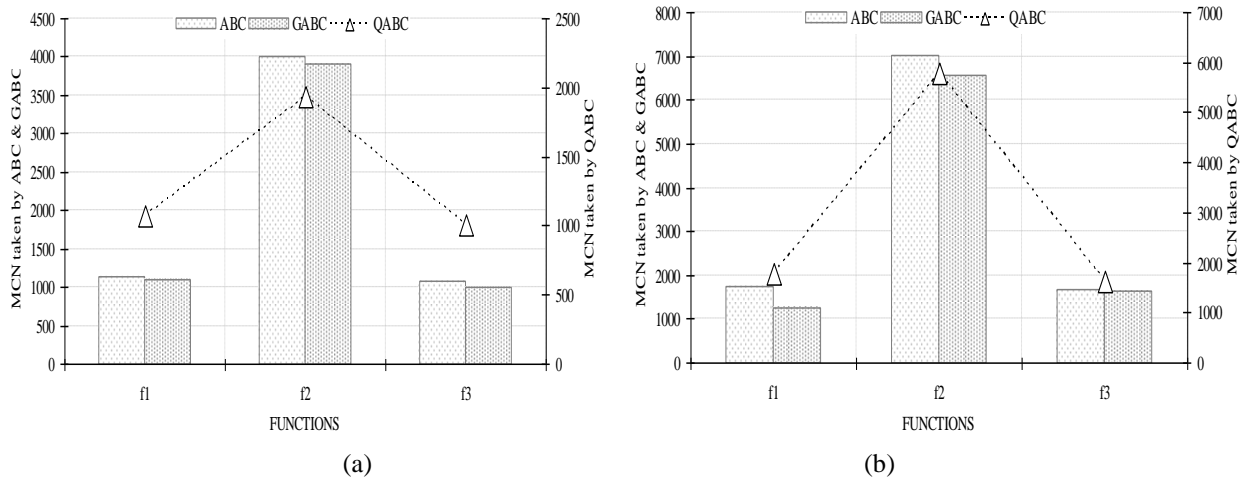 ABC GABC QABC
MCN taken by ABC & GABC
4500
4000
3500
3000
2500
2000
1500
1000
500
0
2500
2000
1500
1000
500
0
MCN taken by QABC
f1 f2 f3
FUNCTIONS
(a)
ABC GABC QABC
MCN taken by ABC & GABC
8000
7000
6000
5000
4000
3000
2000
1000
0
7000
6000
5000
4000
3000
2000
1000
0
MCN taken by QABC
f1 f2 f3
FUNCTIONS
(b)